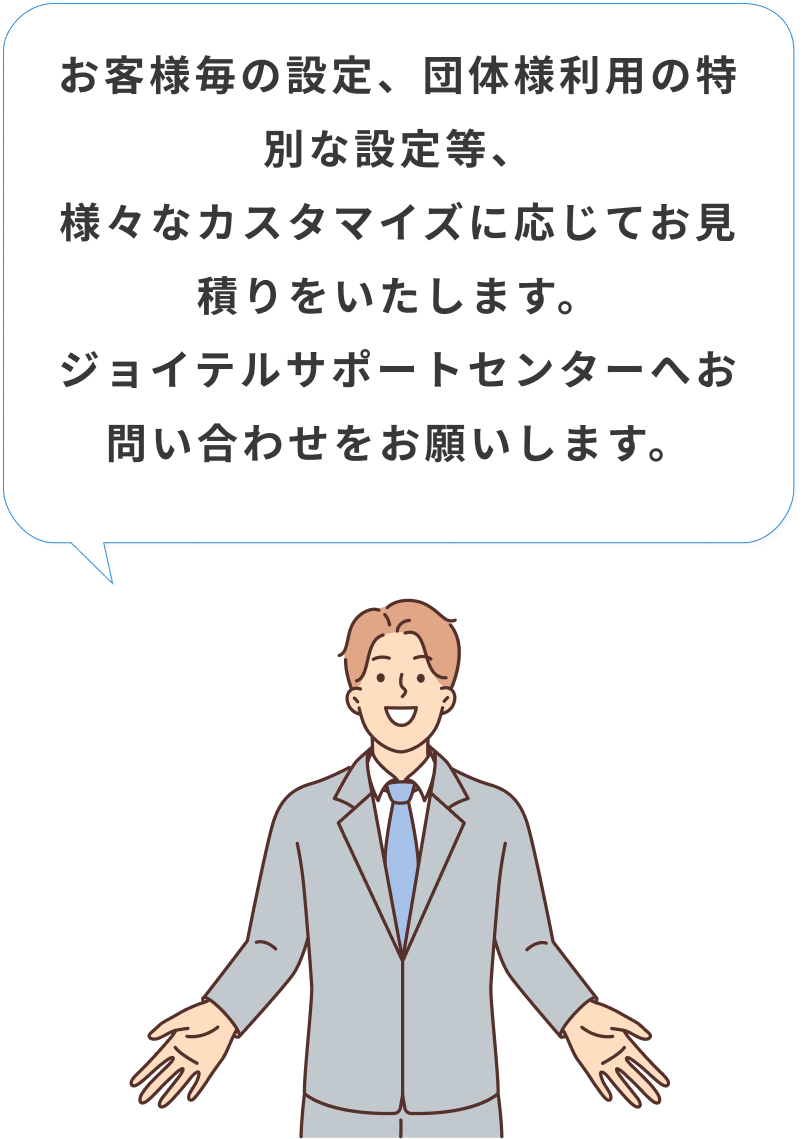 お客様毎の設定、団体様利用の特
別な設定等、
様々なカスタマイズに応じてお見
積りをいたします。
ジョイテルサポートセンターへお
問い合わせをお願いします。